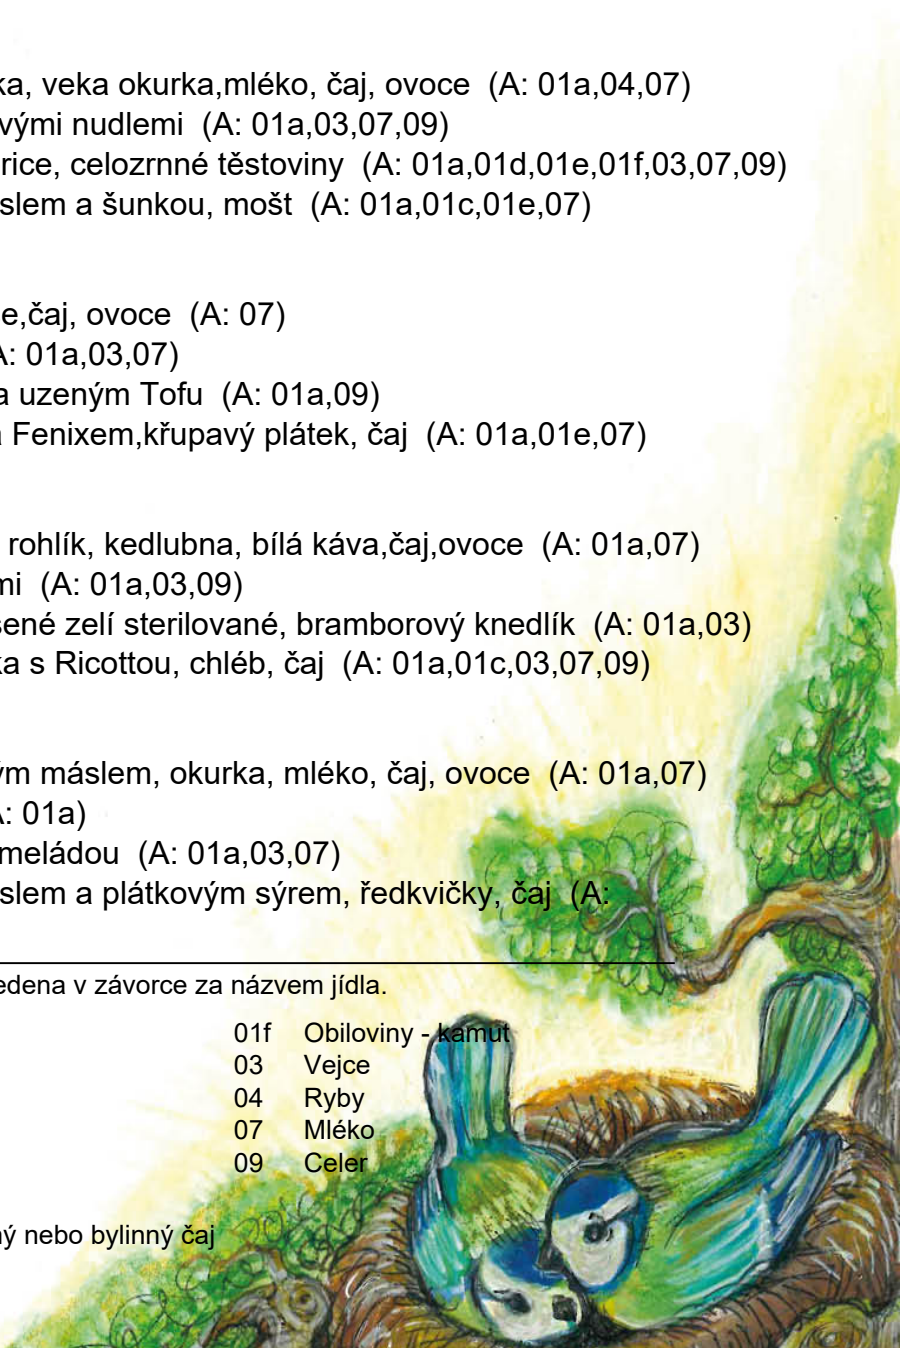 ka, veka okurka,mléko, čaj, ovoce (A: 01a,04,07)
vými nudlemi (A: 01a,03,07,09)
rice, celozrnné těstoviny (A: 01a,01d,01e,01f,03,07,09)
slem a šunkou, mošt (A: 01a,01c,01e,07)
e,čaj, ovoce (A: 07)
A: 01a,03,07)
a uzeným Tofu (A: 01a,09)
a Fenixem,křupavý plátek, čaj (A: 01a,01e,07)
rohlík, kedlubna, bílá káva,čaj,ovoce (A: 01a,07)
mi (A: 01a,03,09)
sené zelí sterilované, bramborový knedlík (A: 01a,03)
ka s Ricottou, chléb, čaj (A: 01a,01c,03,07,09)
ým máslem, okurka, mléko, čaj, ovoce (A: 01a,07)
A: 01a)
meládou (A: 01a,03,07)
slem a plátkovým sýrem, ředkvičky, čaj (A:
edena v závorce za názvem jídla.
01f Obiloviny - kamut
03 Vejce
04 Ryby
07 Mléko
09 Celer
ný nebo bylinný čaj